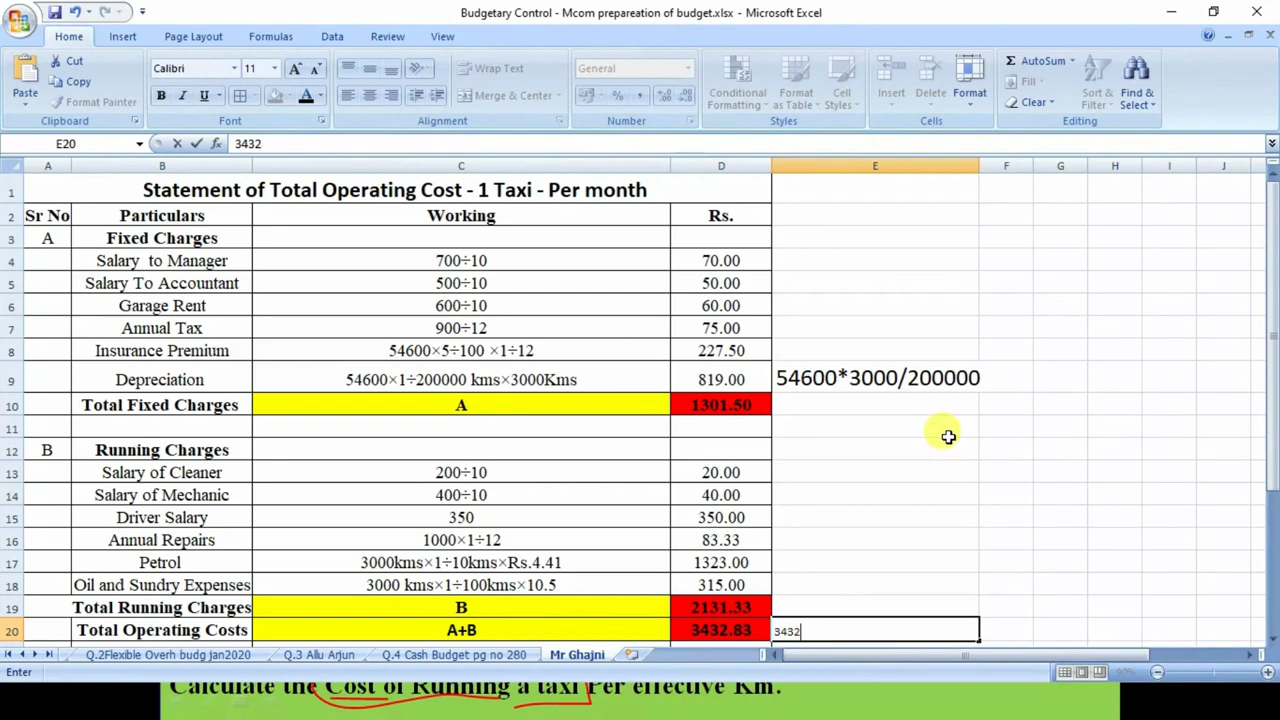 Budgetary Control - Mcom prepareation of budget.xlsx - Microsoft Excel
Home Insert Page Layout Formulas Data Review View
Paste Cut Copy Format Painter Clipboard
Calibri 11 B I U Font
Wrap Text Merge & Center Alignment
General % , Number
Conditional Formatting Format as Table Cell Styles Styles
Insert Delete Format Cells
Σ AutoSum Fill Clear Sort & Filter Find & Select Editing
E20 fx 3432
A B C D E F G H I J
1 Statement of Total Operating Cost - 1 Taxi - Per month
2 Sr No Particulars Working Rs.
3 A Fixed Charges
4 Salary to Manager 700÷10 70.00
5 Salary To Accountant 500÷10 50.00
6 Garage Rent 600÷10 60.00
7 Annual Tax 900÷12 75.00
8 Insurance Premium 54600×5÷100 ×1÷12 227.50
9 Depreciation 54600×1÷200000 kms×3000Kms 819.00 54600*3000/200000
10 Total Fixed Charges A 1301.50
11
12 B Running Charges
13 Salary of Cleaner 200÷10 20.00
14 Salary of Mechanic 400÷10 40.00
15 Driver Salary 350 350.00
16 Annual Repairs 1000×1÷12 83.33
17 Petrol 3000kms×1÷10kms×Rs.4.41 1323.00
18 Oil and Sundry Expenses 3000 kms×1÷100kms×10.5 315.00
19 Total Running Charges B 2131.33
20 Total Operating Costs A+B 3432.83 3432
Q.2Flexible Overh budg jan2020 Q.3 Allu Arjun Q.4 Cash Budget pg no 280 Mr Ghajni
Enter
Calculate the Cost of Running a taxi Per effective Km.